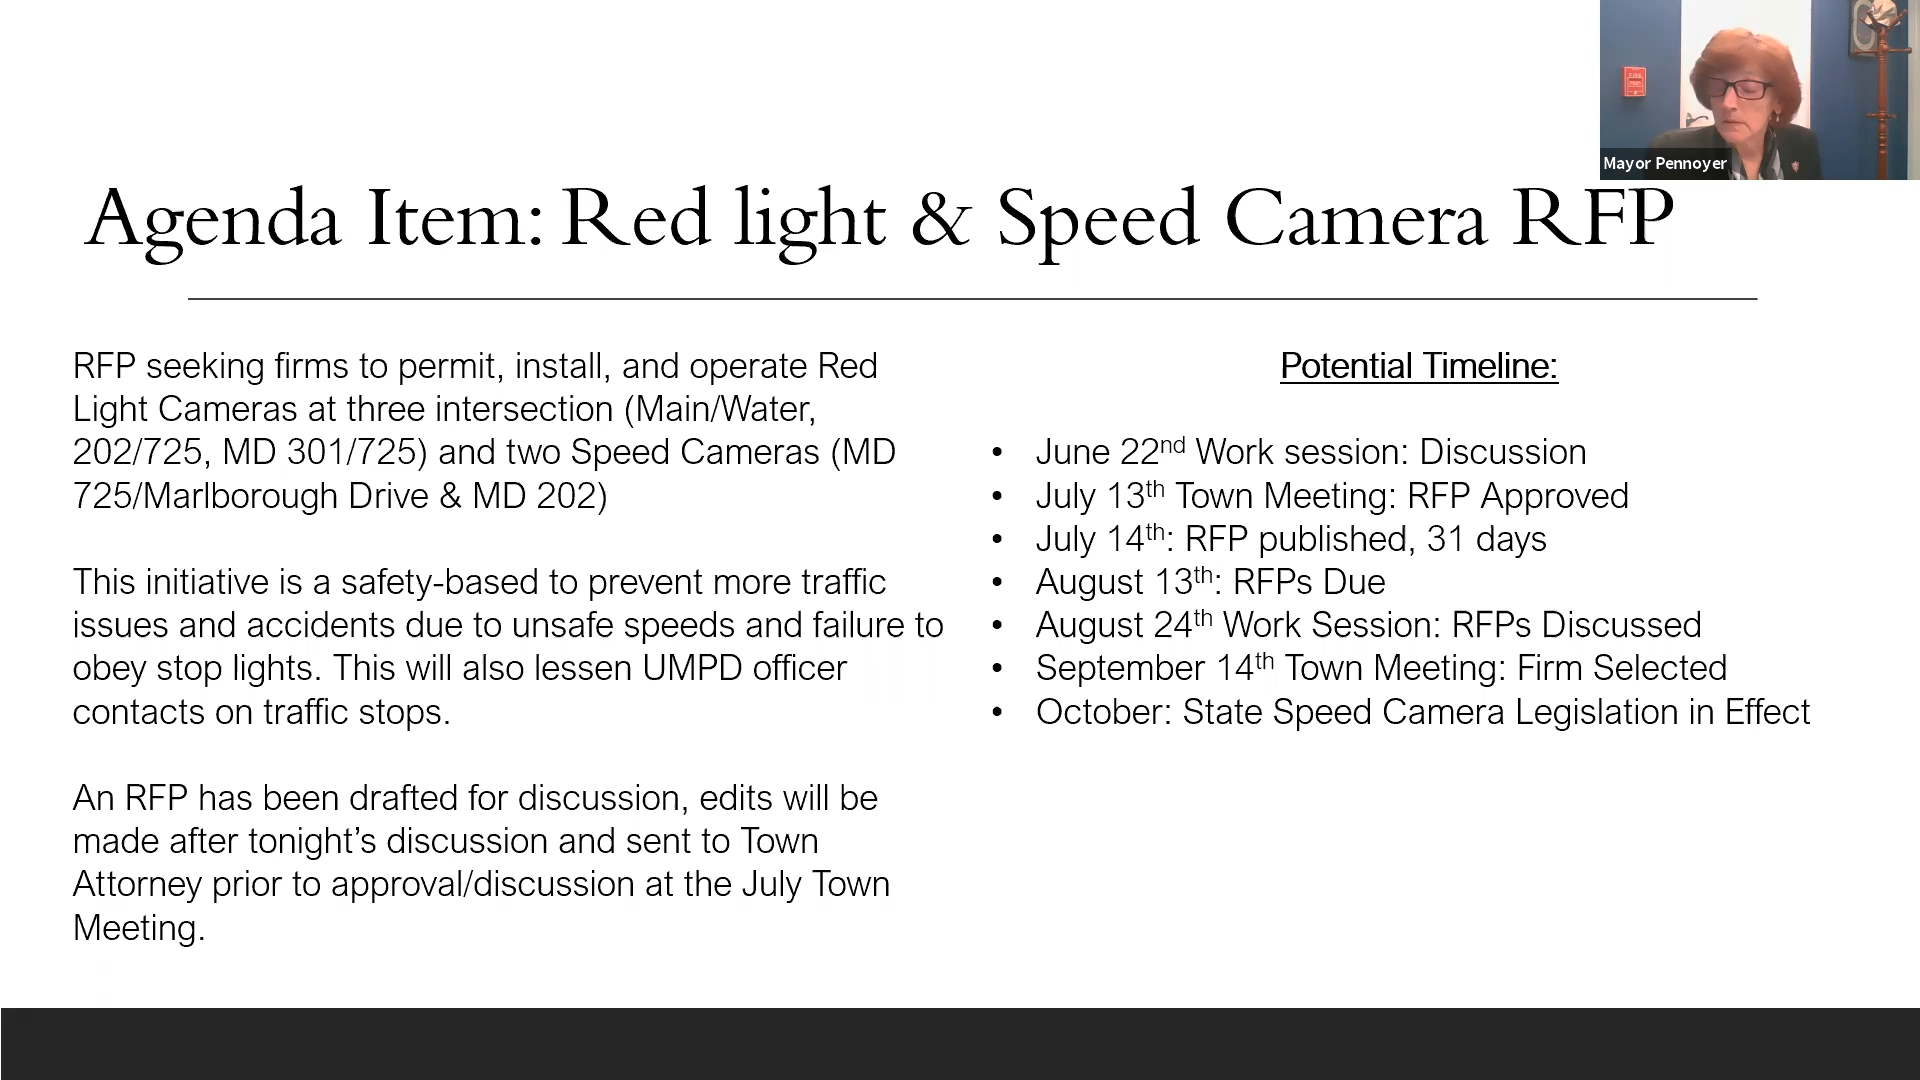 Mayor Pennoyer
FIRE
Agenda Item: Red light & Speed Camera RFP
RFP seeking firms to permit, install, and operate Red
Light Cameras at three intersection (Main/Water,
202/725, MD 301/725) and two Speed Cameras (MD
725/Marlborough Drive & MD 202)
This initiative is a safety-based to prevent more traffic
issues and accidents due to unsafe speeds and failure to
obey stop lights. This will also lessen UMPD officer
contacts on traffic stops.
An RFP has been drafted for discussion, edits will be
made after tonight’s discussion and sent to Town
Attorney prior to approval/discussion at the July Town
Meeting.
Potential Timeline:
• June 22nd Work session: Discussion
• July 13th Town Meeting: RFP Approved
• July 14th: RFP published, 31 days
• August 13th: RFPs Due
• August 24th Work Session: RFPs Discussed
• September 14th Town Meeting: Firm Selected
• October: State Speed Camera Legislation in Effect